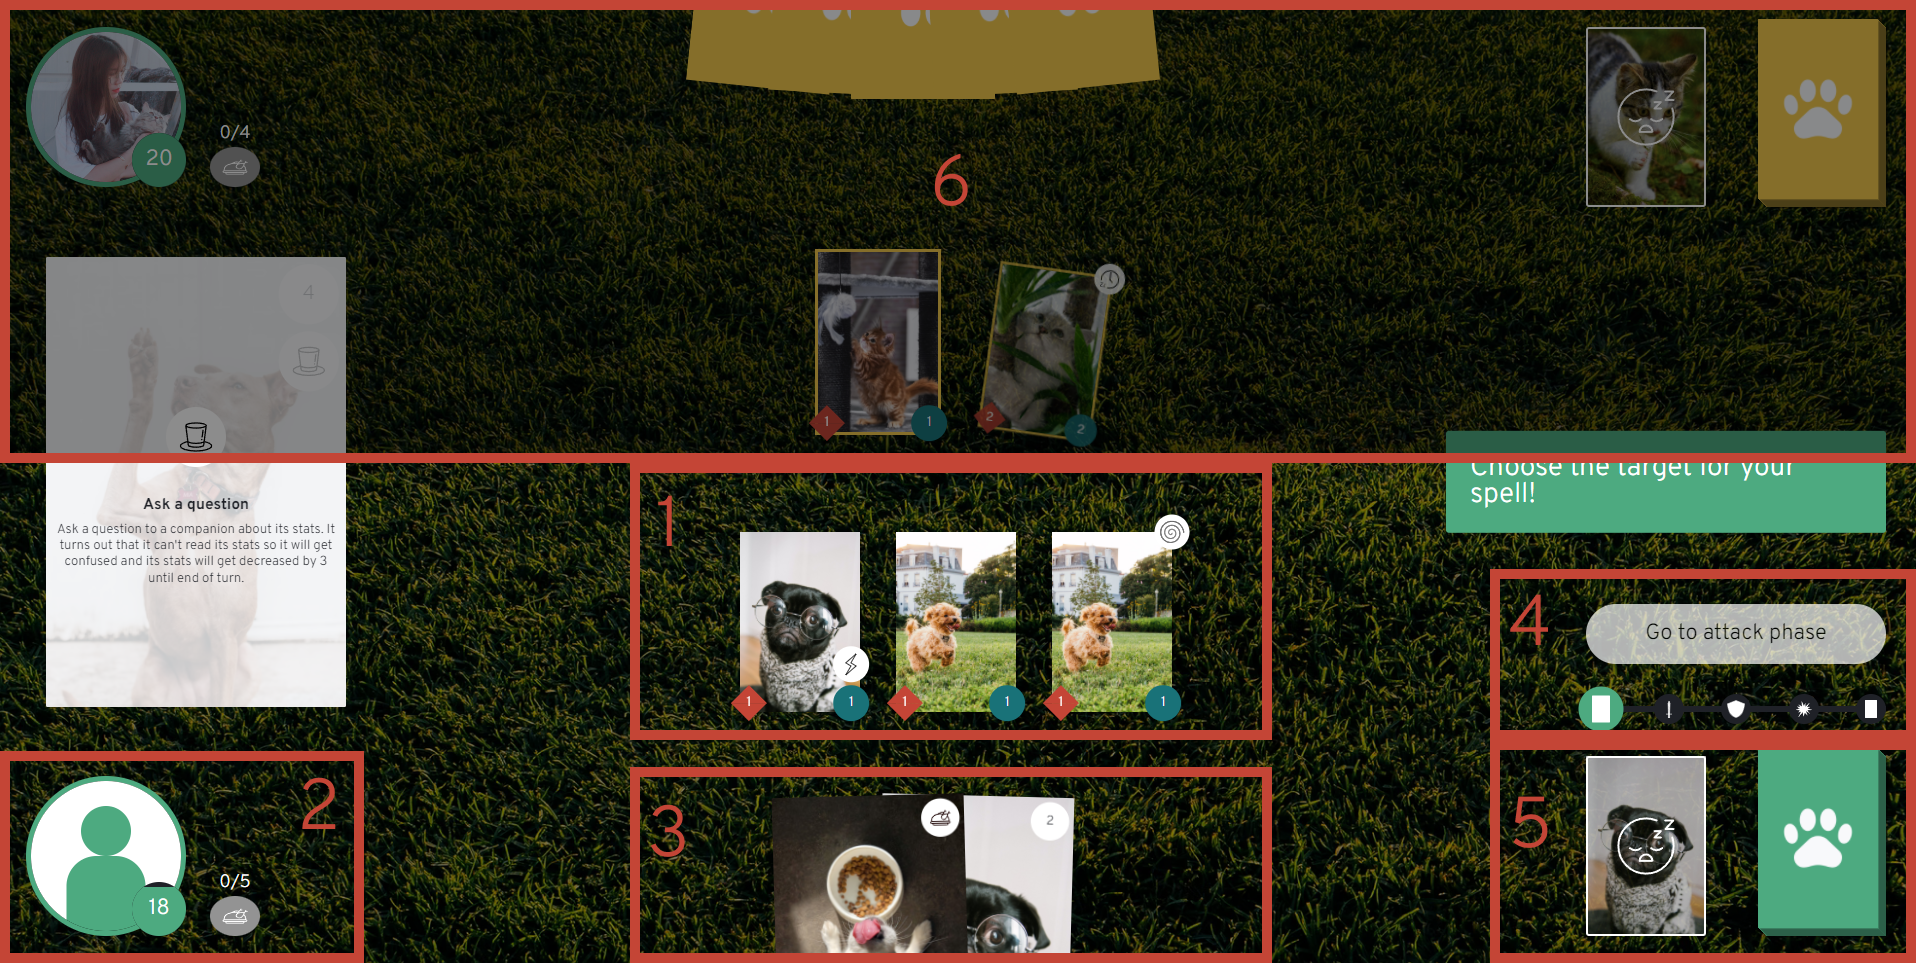 20
0/4
6
4
1
1
2
2
Choose the target for your
spell!
Ask a question
Ask a question to a companion about its stats. It
turns out that it can't read its stats so it will get
confused and its stats will get decreased by 3
until end of turn.
1
1
1
1
1
1
1
4
Go to attack phase
2
18
0/5
3
2
5
z Z
z Z